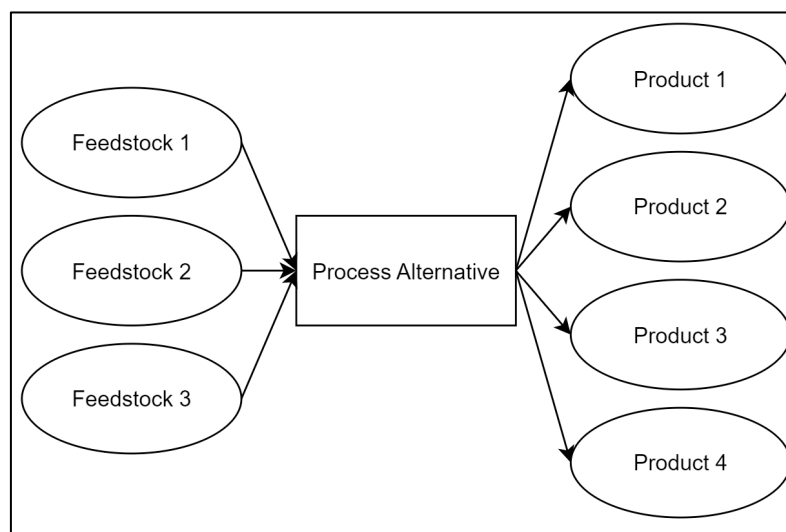 Feedstock 1
Feedstock 2
Feedstock 3
Process Alternative
Product 1
Product 2
Product 3
Product 4